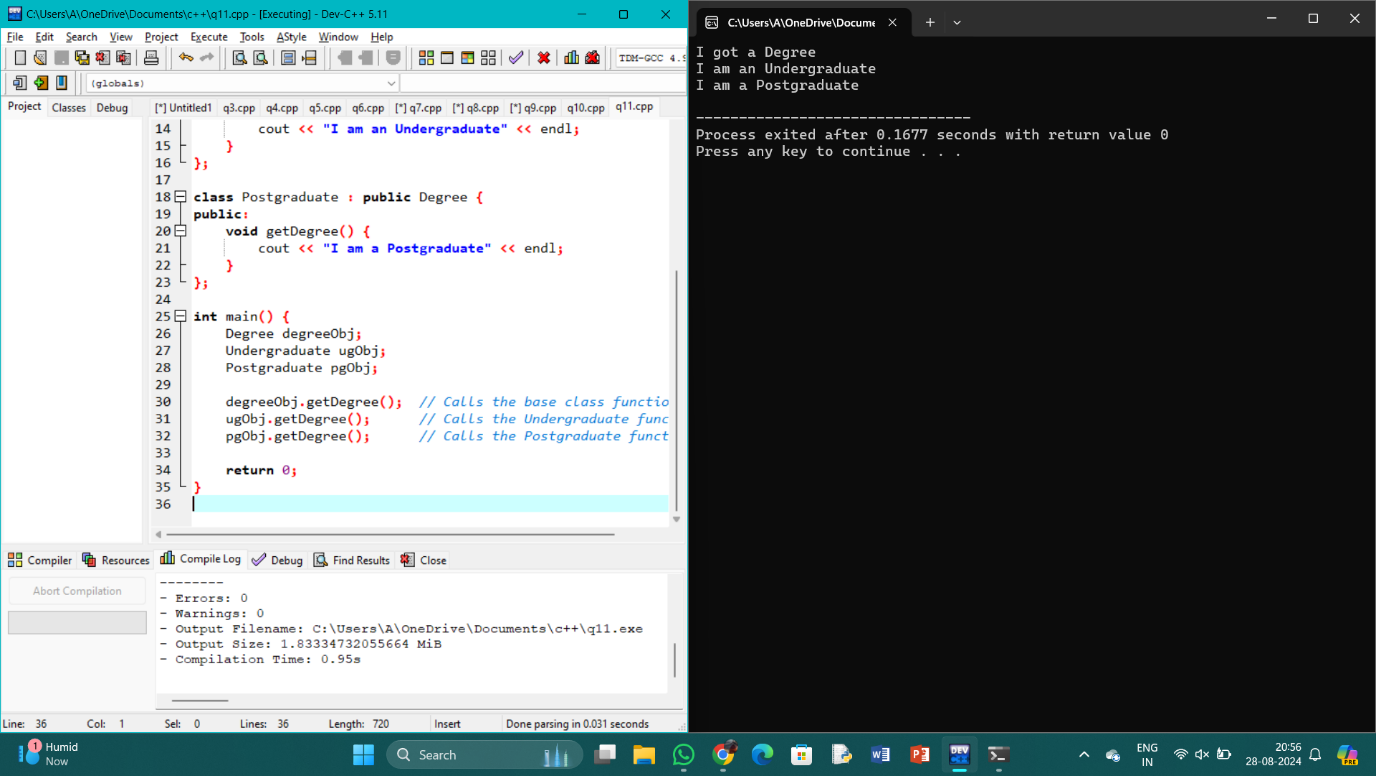 C:\Users\A\OneDrive\Documents\c++\q11.cpp - [Executing] - Dev-C++ 5.11
File Edit Search View Project Execute Tools AStyle Window Help
TDM-GCC 4.9
(globals)
Project Classes Debug
[*] Untitled1 q3.cpp q4.cpp q5.cpp q6.cpp [*] q7.cpp [*] q8.cpp [*] q9.cpp q10.cpp q11.cpp
14 cout << "I am an Undergraduate" << endl;
15 }
16 };
17
18 class Postgraduate : public Degree {
19 public:
20 void getDegree() {
21 cout << "I am a Postgraduate" << endl;
22 }
23 };
24
25 int main() {
26 Degree degreeObj;
27 Undergraduate ugObj;
28 Postgraduate pgObj;
29
30 degreeObj.getDegree(); // Calls the base class functio
31 ugObj.getDegree(); // Calls the Undergraduate func
32 pgObj.getDegree(); // Calls the Postgraduate funct
33
34 return 0;
35 }
36
Compiler Resources Compile Log Debug Find Results Close
Abort Compilation
--------
- Errors: 0
- Warnings: 0
- Output Filename: C:\Users\A\OneDrive\Documents\c++\q11.exe
- Output Size: 1.83334732055664 MiB
- Compilation Time: 0.95s
Line: 36 Col: 1 Sel: 0 Lines: 36 Length: 720 Insert Done parsing in 0.031 seconds
C:\Users\A\OneDrive\Docume
I got a Degree
I am an Undergraduate
I am a Postgraduate
--------------------------------
Process exited after 0.1677 seconds with return value 0
Press any key to continue . . .
1
Humid
Now
Search
DEV
C++
PRE
ENG
IN
20:56
28-08-2024